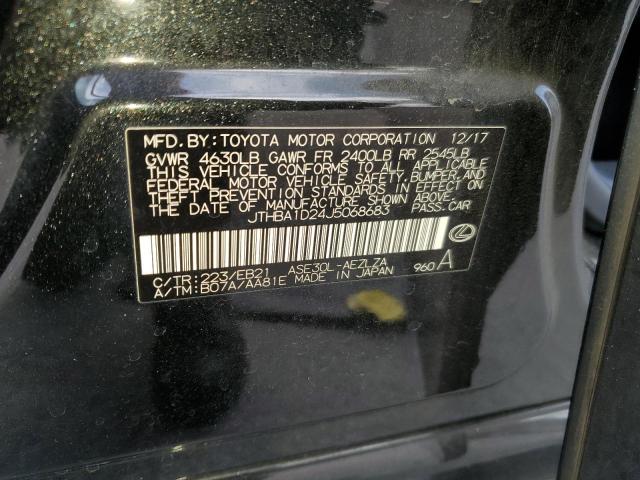 MFD. BY: TOYOTA MOTOR CORPORATION 12/17
GVWR 4630LB GAWR FR 2400LB RR 2545LB
THIS VEHICLE CONFORMS TO ALL APPLICABLE
FEDERAL MOTOR VEHICLE SAFETY, BUMPER, AND
THEFT PREVENTION STANDARDS IN EFFECT ON
THE DATE OF MANUFACTURE SHOWN ABOVE.
JTHBA1D24J5068683 PASS.CAR
C/TR: 223/EB21 ASE30L-AEZLZA
A/TM: B07A/AA81E MADE IN JAPAN 960 A